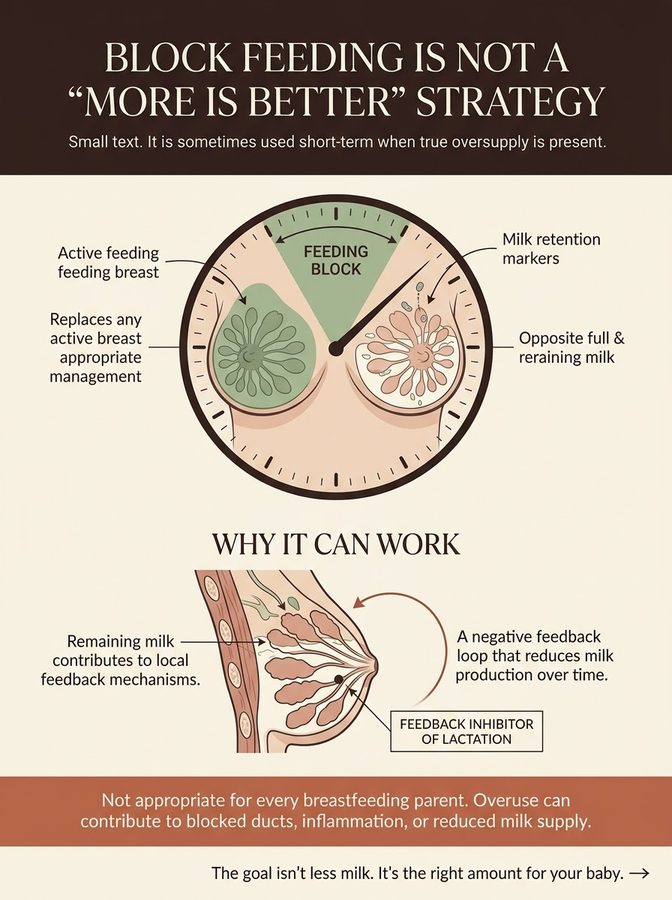 BLOCK FEEDING IS NOT A
“MORE IS BETTER” STRATEGY
Small text. It is sometimes used short-term when true oversupply is present.
FEEDING
BLOCK
Active feeding
feeding breast
Replaces any
active breast
appropriate
management
Milk retention
markers
Opposite full &
reraining milk
WHY IT CAN WORK
Remaining milk
contributes to local
feedback mechanisms.
A negative feedback
loop that reduces milk
production over time.
FEEDBACK INHIBITOR
OF LACTATION
Not appropriate for every breastfeeding parent. Overuse can
contribute to blocked ducts, inflammation, or reduced milk supply.
The goal isn’t less milk. It’s the right amount for your baby. →